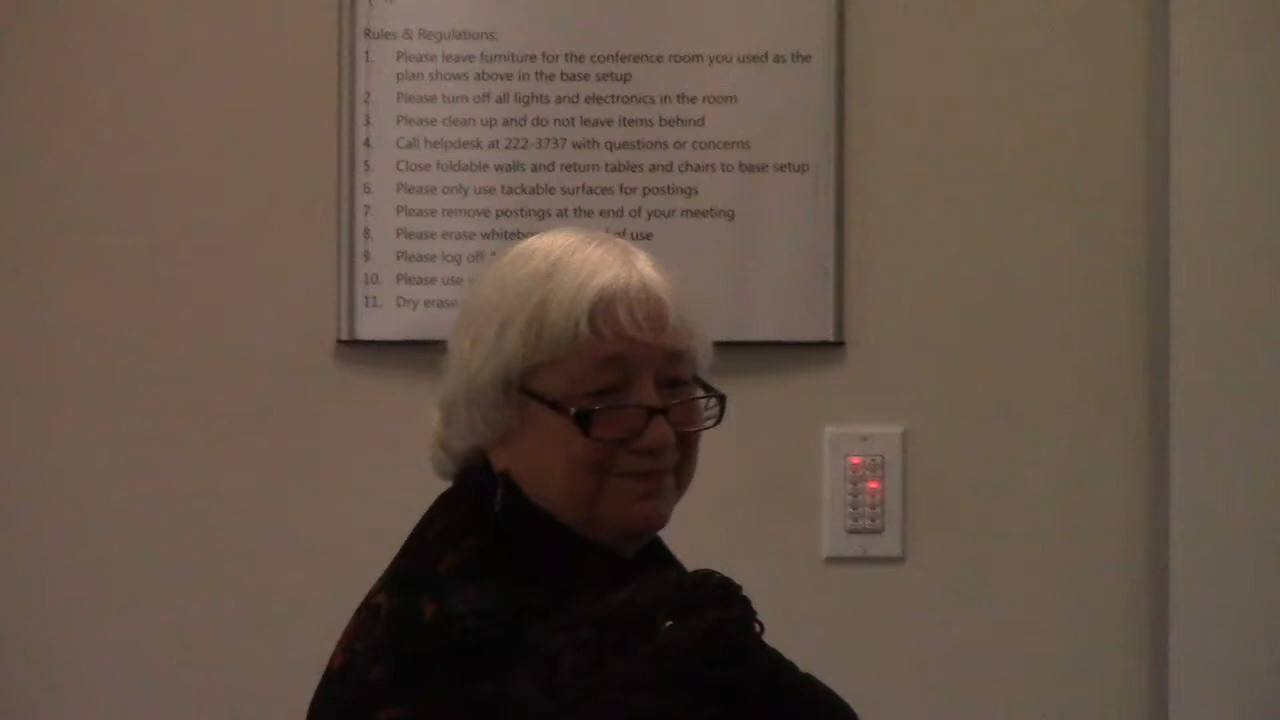 Rules & Regulations:
1. Please leave furniture for the conference room you used as the
plan shows above in the base setup
2. Please turn off all lights and electronics in the room
3. Please clean up and do not leave items behind
4. Call helpdesk at 222-3737 with questions or concerns
5. Close foldable walls and return tables and chairs to base setup
6. Please only use tackable surfaces for postings
7. Please remove postings at the end of your meeting
8. Please erase of use
9. Please log off
10. Please use
11. Dry erase